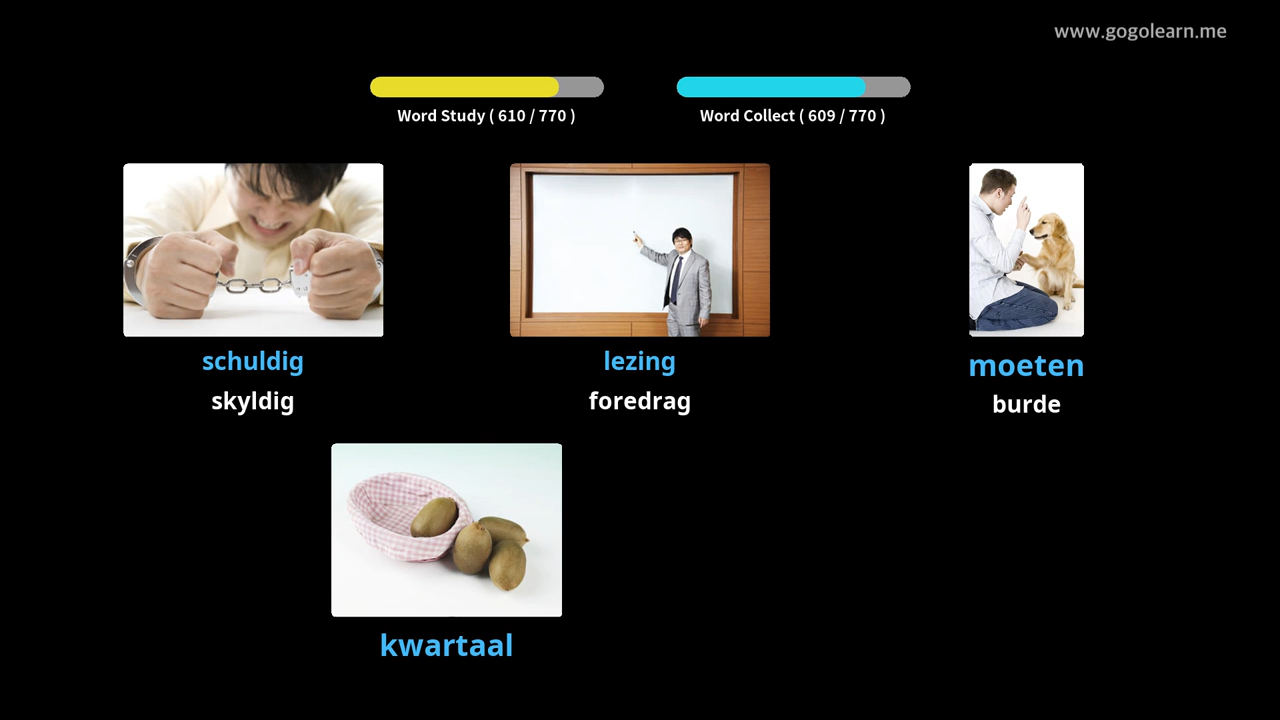 www.gogolearn.me
Word Study ( 610 / 770 )
Word Collect ( 609 / 770 )
schuldig
skyldig
lezing
foredrag
moeten
burde
kwartaal